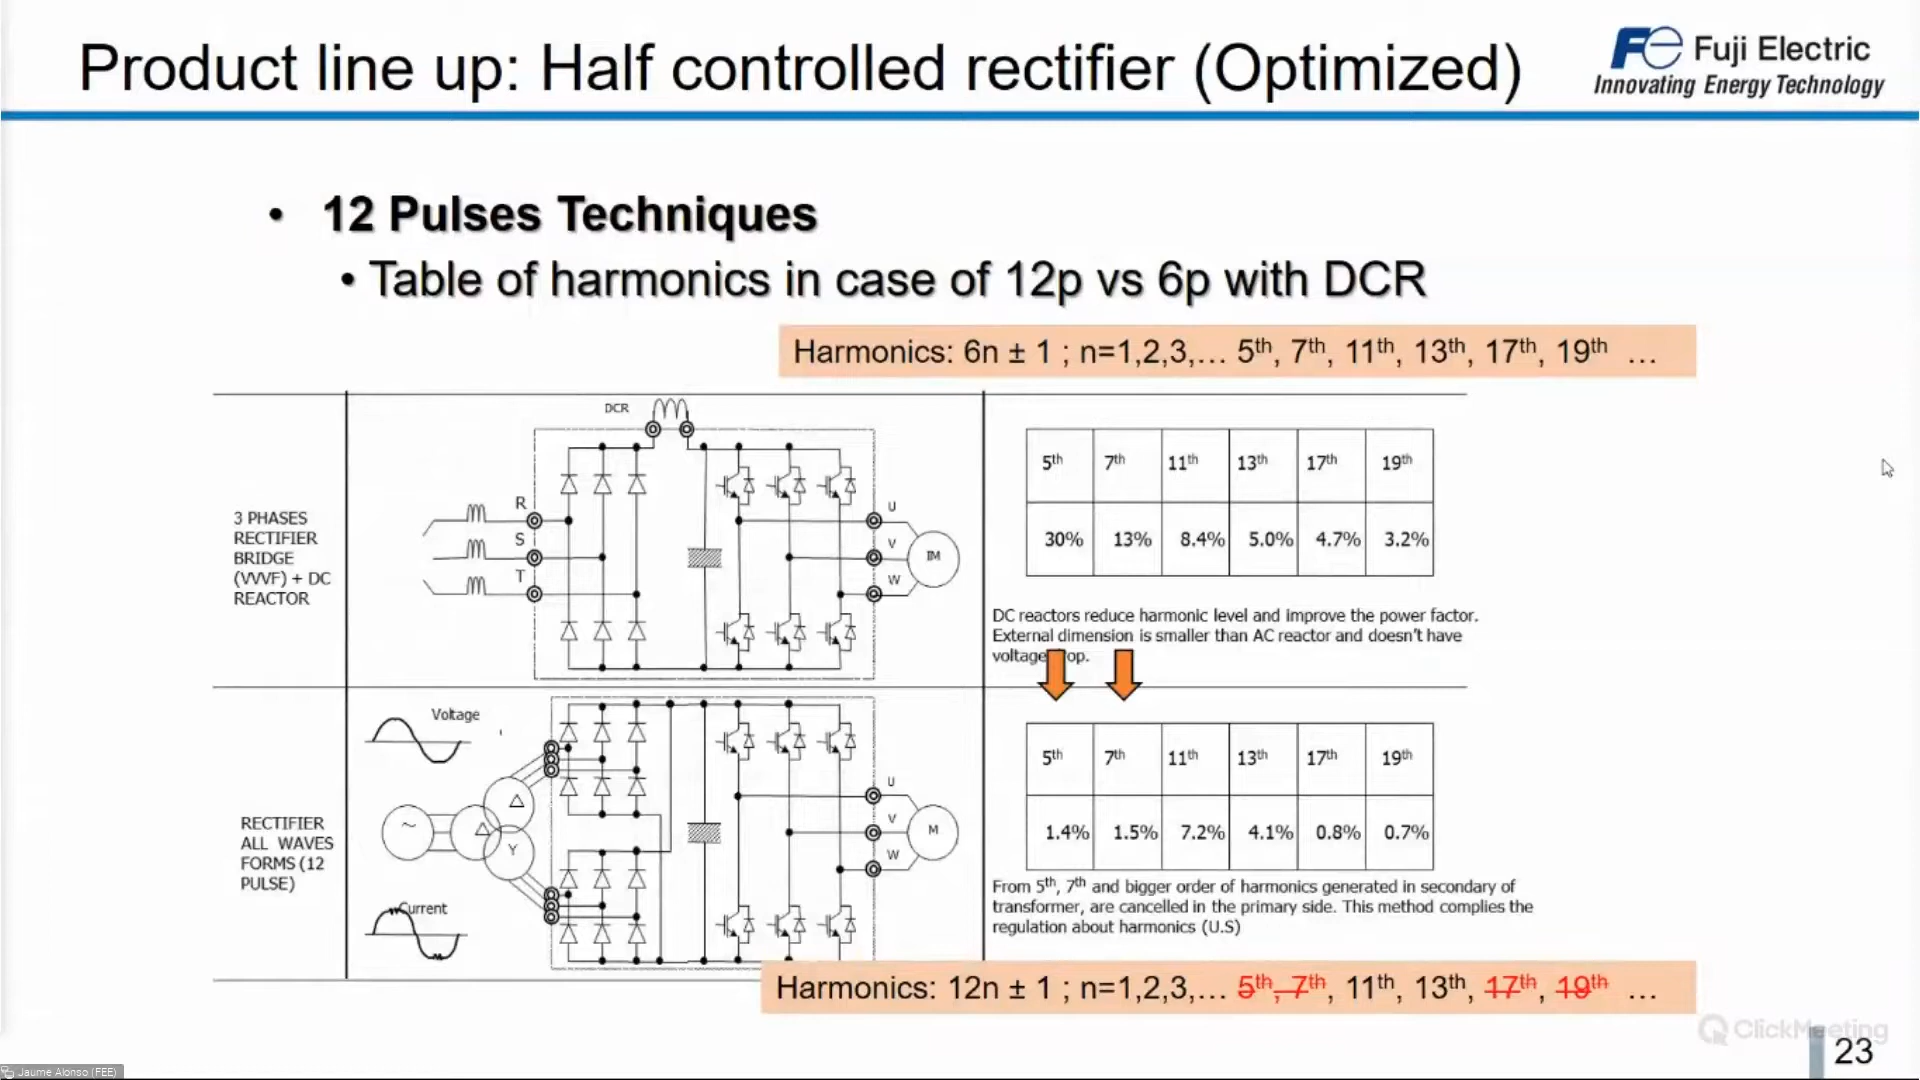 Product line up: Half controlled rectifier (Optimized)
Fuji Electric
Innovating Energy Technology
• 12 Pulses Techniques
• Table of harmonics in case of 12p vs 6p with DCR
Harmonics: 6n ± 1 ; n=1,2,3,... 5th, 7th, 11th, 13th, 17th, 19th ...
DCR
R
S
T
U
V
W
IM
3 PHASES
RECTIFIER
BRIDGE
(VVVF) + DC
REACTOR
5th 7th 11th 13th 17th 19th
30% 13% 8.4% 5.0% 4.7% 3.2%
DC reactors reduce harmonic level and improve the power factor.
External dimension is smaller than AC reactor and doesn't have
voltage op.
Voltage
Current
RECTIFIER
ALL WAVES
FORMS (12
PULSE)
~
△
△
Y
U
V
W
M
5th 7th 11th 13th 17th 19th
1.4% 1.5% 7.2% 4.1% 0.8% 0.7%
From 5th, 7th and bigger order of harmonics generated in secondary of
transformer, are cancelled in the primary side. This method complies the
regulation about harmonics (U.S)
Harmonics: 12n ± 1 ; n=1,2,3,... 5th, 7th, 11th, 13th, 17th, 19th ...
ClickMeeting
23
Jaume Alonso (FEE)